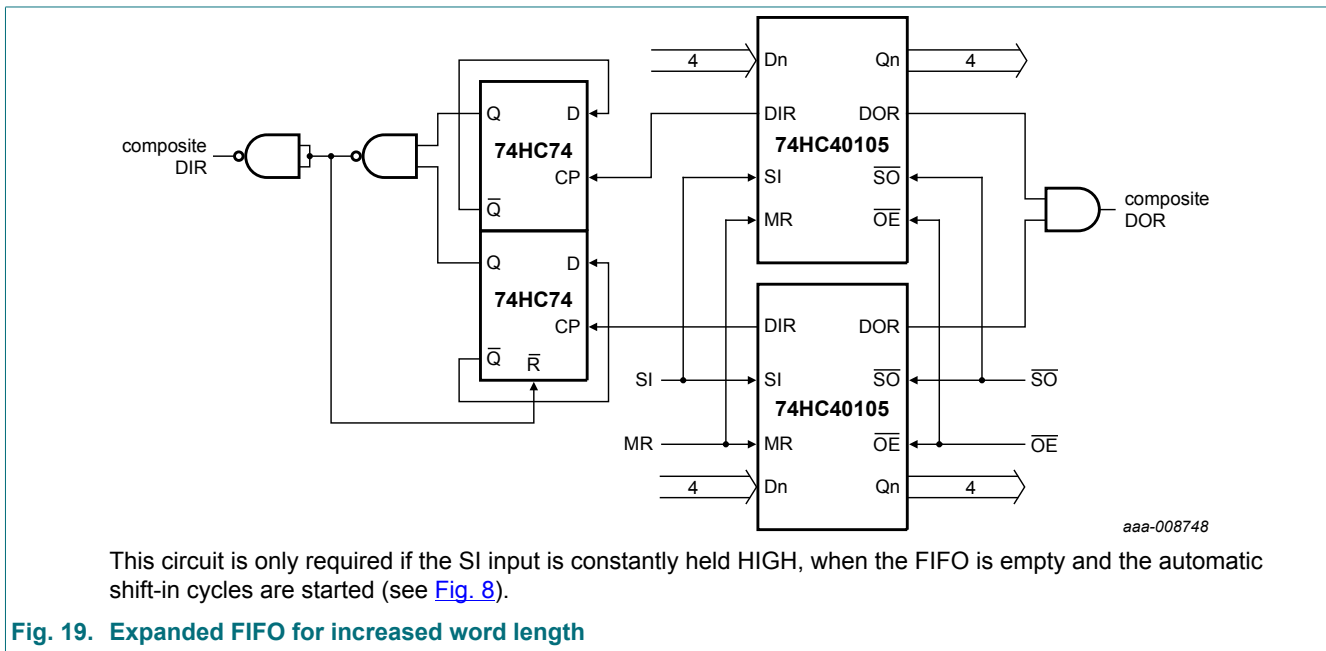 4
Dn
Qn
4
DIR
DOR
74HC40105
SI
SO
MR
OE
Q
D
74HC74
CP
Q
composite
DIR
Q
D
74HC74
CP
Q
R
composite
DOR
DIR
DOR
SI
SI
SO
SO
74HC40105
MR
MR
OE
OE
4
Dn
Qn
4
aaa-008748
This circuit is only required if the SI input is constantly held HIGH, when the FIFO is empty and the automatic
shift-in cycles are started (see Fig. 8).
Fig. 19. Expanded FIFO for increased word length